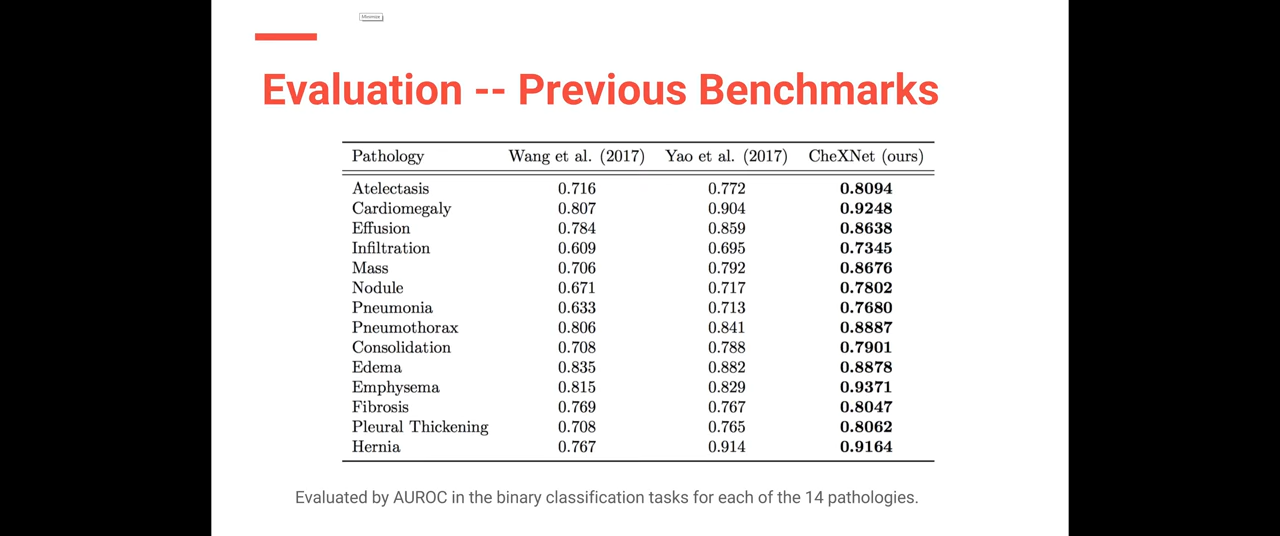 Minimize
Evaluation -- Previous Benchmarks
Pathology Wang et al. (2017) Yao et al. (2017) CheXNet (ours)
Atelectasis 0.716 0.772 0.8094
Cardiomegaly 0.807 0.904 0.9248
Effusion 0.784 0.859 0.8638
Infiltration 0.609 0.695 0.7345
Mass 0.706 0.792 0.8676
Nodule 0.671 0.717 0.7802
Pneumonia 0.633 0.713 0.7680
Pneumothorax 0.806 0.841 0.8887
Consolidation 0.708 0.788 0.7901
Edema 0.835 0.882 0.8878
Emphysema 0.815 0.829 0.9371
Fibrosis 0.769 0.767 0.8047
Pleural Thickening 0.708 0.765 0.8062
Hernia 0.767 0.914 0.9164
Evaluated by AUROC in the binary classification tasks for each of the 14 pathologies.